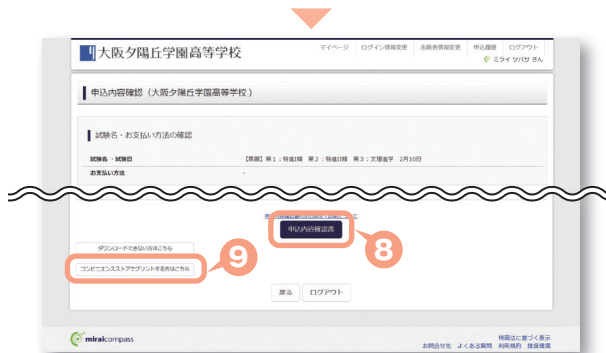 大阪夕陽丘学園高等学校
マイページ ログイン情報変更 志願者情報変更 申込履歴 ログアウト
ミライ ツバサ さん
申込内容確認（大阪夕陽丘学園高等学校）
試験名・お支払い方法の確認
試験名・試験日 【専願】第1：特進I類 第2：特進II類 第3：文理進学 2月10日
お支払い方法 -
申込内容確認書
8
ダウンロードできない方はこちら
9
コンビニエンスストアでプリントする方はこちら
戻る ログアウト
miraicompass
特商法に基づく表示
お問合せ先 よくある質問 利用規約 推奨環境